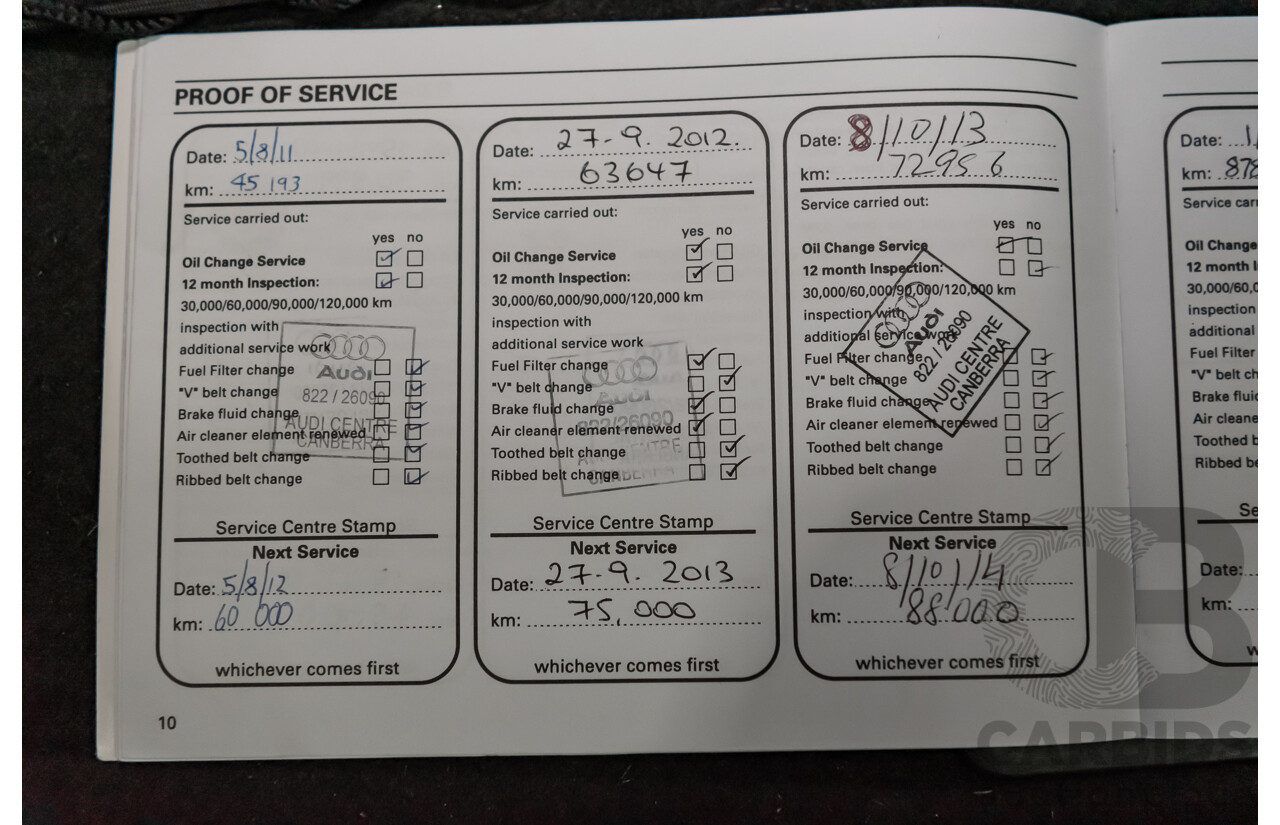 PROOF OF SERVICE
Date: 5/8/11
km: 45 193
Service carried out:
yes no
Oil Change Service
12 month Inspection:
30,000/60,000/90,000/120,000 km
inspection with
additional service work
Fuel Filter change
"V" belt change
Brake fluid change
Air cleaner element renewed
Toothed belt change
Ribbed belt change
Audi
822 / 26090
AUDI CENTRE
CANBERRA
Service Centre Stamp
Next Service
Date: 5/8/12
km: 60 000
whichever comes first
Date: 27-9. 2012.
km: 63647
Service carried out:
yes no
Oil Change Service
12 month Inspection:
30,000/60,000/90,000/120,000 km
inspection with
additional service work
Fuel Filter change
"V" belt change
Brake fluid change
Air cleaner element renewed
Toothed belt change
Ribbed belt change
Audi
822/26090
AUDI CENTRE
CANBERRA
Service Centre Stamp
Next Service
Date: 27-9. 2013
km: 75,000
whichever comes first
Date: 8/10/13
km: 72956
Service carried out:
yes no
Oil Change Service
12 month Inspection:
30,000/60,000/90,000/120,000 km
inspection with
additional service work
Fuel Filter change
"V" belt change
Brake fluid change
Air cleaner element renewed
Toothed belt change
Ribbed belt change
Audi
822 / 26090
AUDI CENTRE
CANBERRA
Service Centre Stamp
Next Service
Date: 8/10/14
km: 88000
whichever comes first
Date:
km: 878
Service carr
Oil Change
12 month I
30,000/60,
inspection
additional
Fuel Filter
"V" belt ch
Brake fluid
Air cleane
Toothed b
Ribbed be
Se
Date:
km:
w
10
CARBIDS